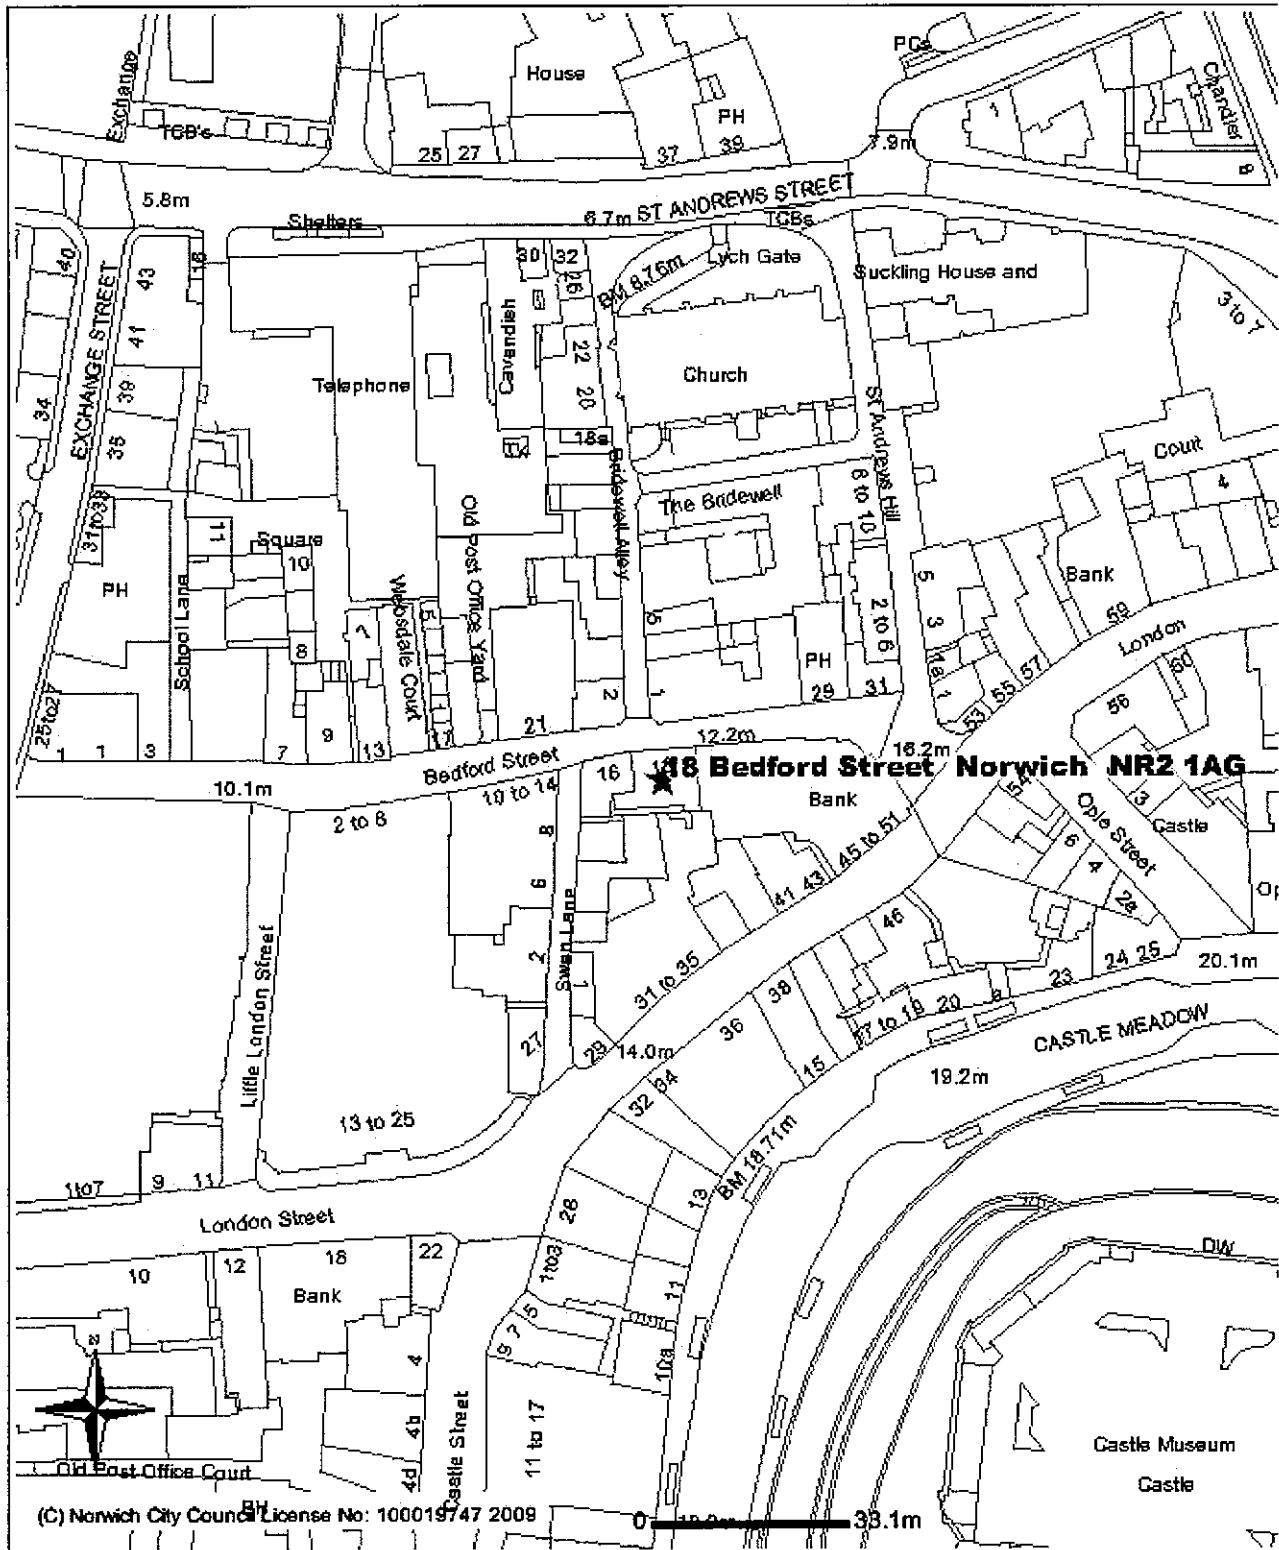 House
PCs
Chandler
Exchange
TCB's
PH
1
25
27
37
39
7.9m
8
5.8m
Shelters
6.7m
ST ANDREWS STREET
TCBs
40
43
16
30
32
26
BM 8.76m
Lych Gate
Suckling House and
3 to 7
EXCHANGE STREET
41
39
35
34
Telephone
Cavendish
22
20
18a
Church
St Andrews Hill
Court
4
Bridewell Alley
The Bridewell
6 to 10
31to33
11
Square
10
Old Post Office Yard
PH
School Lane
Websdale Court
5
7
8
5
2 to 6
PH
5
3
1a
1
Bank
59
London
60
56
57
55
53
1
1
3
7
9
13
17
21
2
1
29
31
Bedford Street
12.2m
16.2m
10.1m
10 to 14
16
18 Bedford Street Norwich NR2 1AG
2 to 8
Bank
54
3
Castle
Opie Street
45 to 51
6
4
2a
8
6
2
Swan Lane
1
41
43
46
31 to 35
38
36
24
25
20.1m
23
20
17 to 19
15
Little London Street
27
29
14.0m
CASTLE MEADOW
19.2m
32
34
13 to 25
BM 18.71m
1to7
9
11
13
London Street
28
10
12
18
22
Bank
1to3
11
DW
5
7
9
10a
4
4b
4d
Castle Street
11 to 17
Castle Museum
Castle
Old Post Office Court
PH
(C) Norwich City Council License No: 100019747 2009
0
33.1m